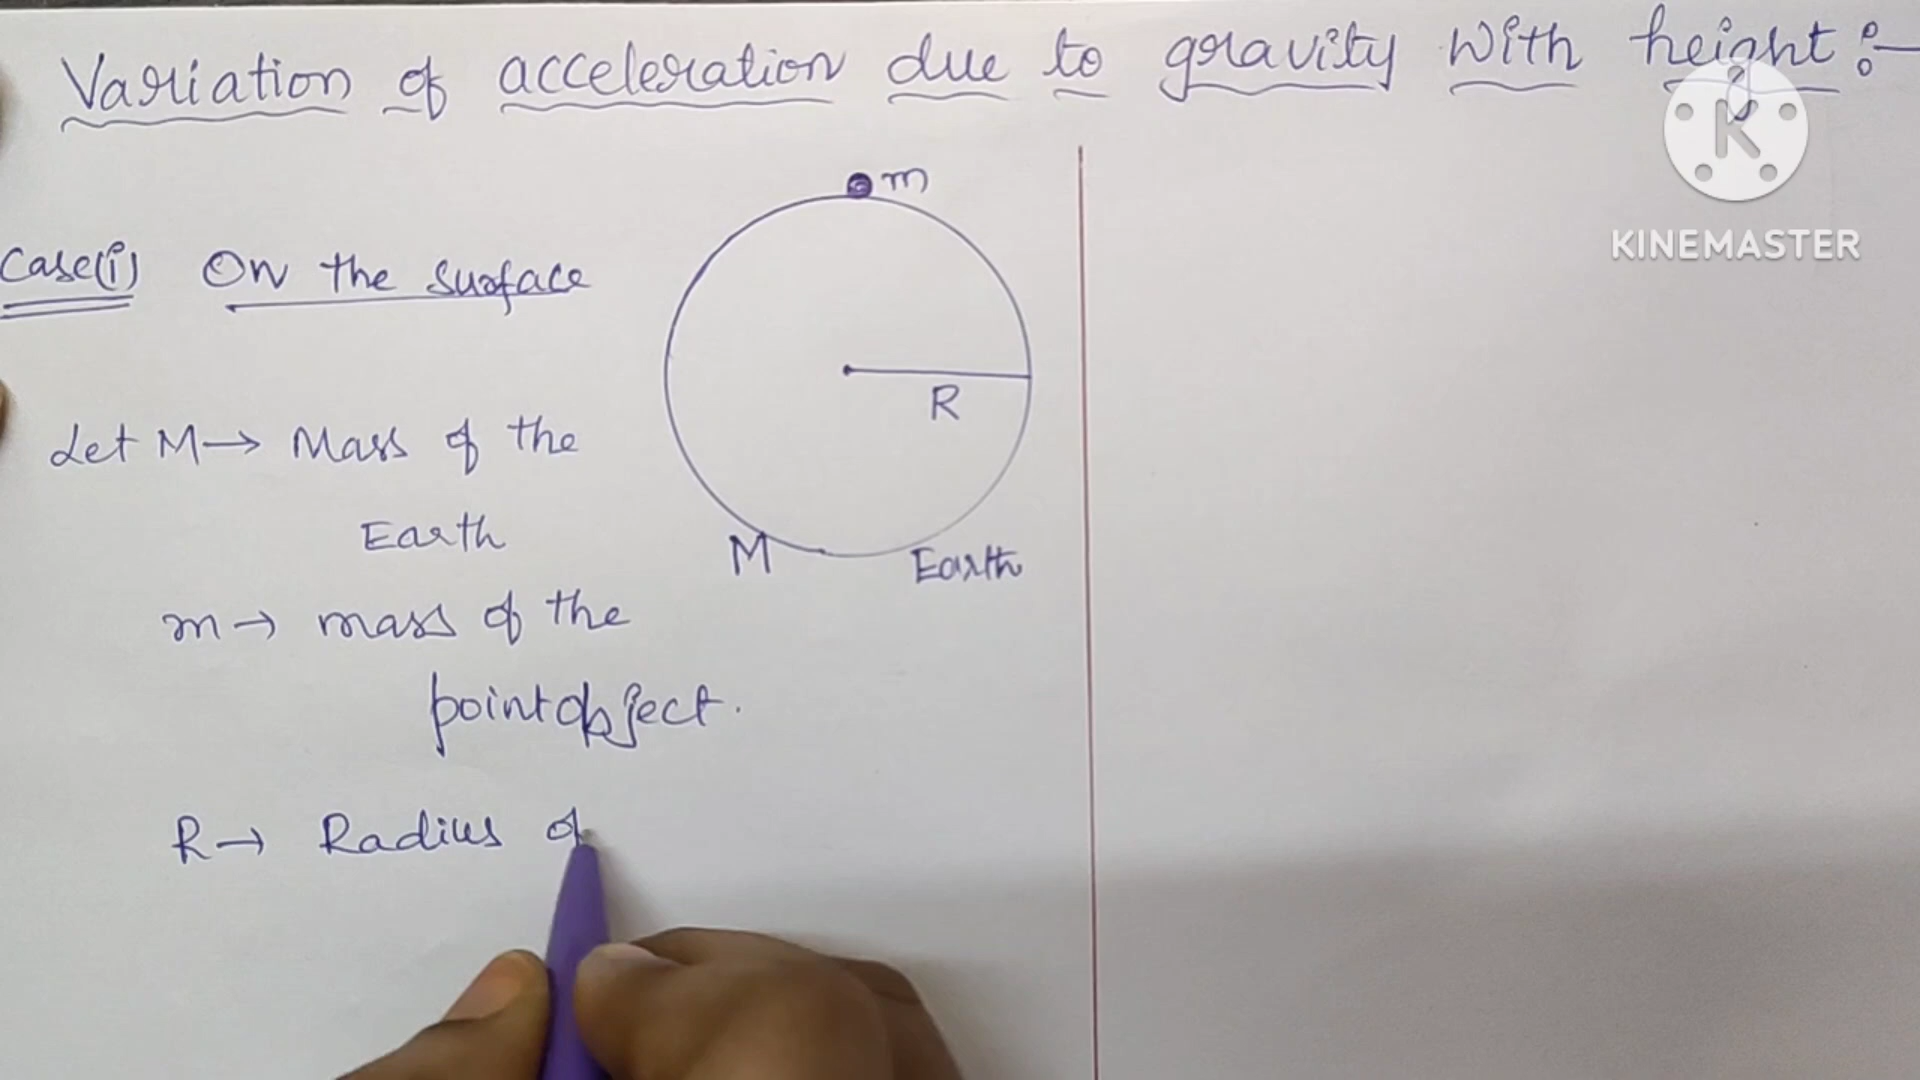 Variation of acceleration due to gravity with height :-
m
Case(i) On the surface
R
Let M → Mass of the
Earth
M Earth
m → mass of the
point object.
R → Radius of
K
KINEMASTER